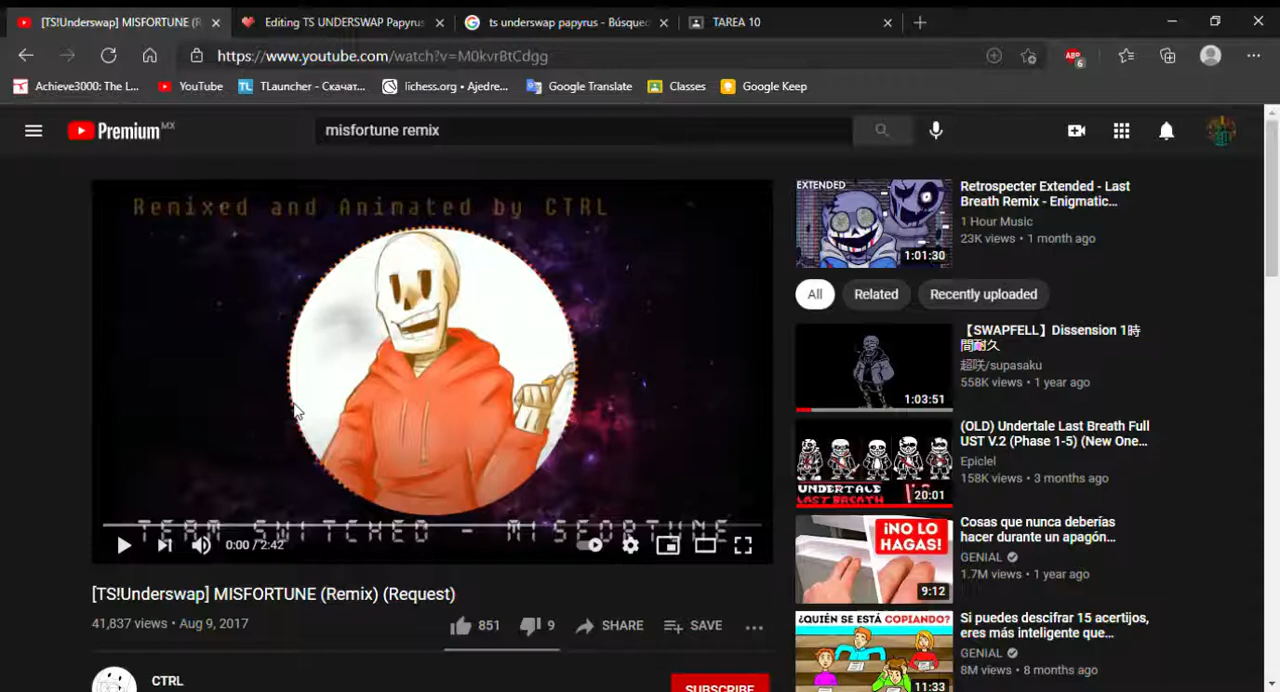 [TS!Underswap] MISFORTUNE (R
Editing TS UNDERSWAP Papyrus
ts underswap papyrus - Búsque
TAREA 10
https://www.youtube.com/watch?v=M0kvrBtCdgg
ABP
6
Achieve3000: The L...
YouTube
TL
TLauncher - Скачат...
lichess.org • Ajedre...
Google Translate
Classes
Google Keep
Premium MX
misfortune remix
Remixed and Animated by CTRL
TEAM SWITCHED - MISFORTUNE
0:00 / 2:42
[TS!Underswap] MISFORTUNE (Remix) (Request)
41,837 views • Aug 9, 2017
851
9
SHARE
SAVE
CTRL
SUBSCRIBE
EXTENDED
1:01:30
Retrospecter Extended - Last
Breath Remix - Enigmatic...
1 Hour Music
23K views • 1 month ago
All
Related
Recently uploaded
1:03:51
【SWAPFELL】Dissension 1時
間耐久
超咲/supasaku
558K views • 1 year ago
UNDERTALE
LAST BREATH
20:01
(OLD) Undertale Last Breath Full
UST V.2 (Phase 1-5) (New One...
Epiclel
158K views • 3 months ago
¡NO LO
HAGAS!
9:12
Cosas que nunca deberías
hacer durante un apagón...
GENIAL
1.7M views • 1 year ago
¿QUIÉN SE ESTÁ COPIANDO?
11:33
Si puedes descifrar 15 acertijos,
eres más inteligente que...
GENIAL
8M views • 8 months ago